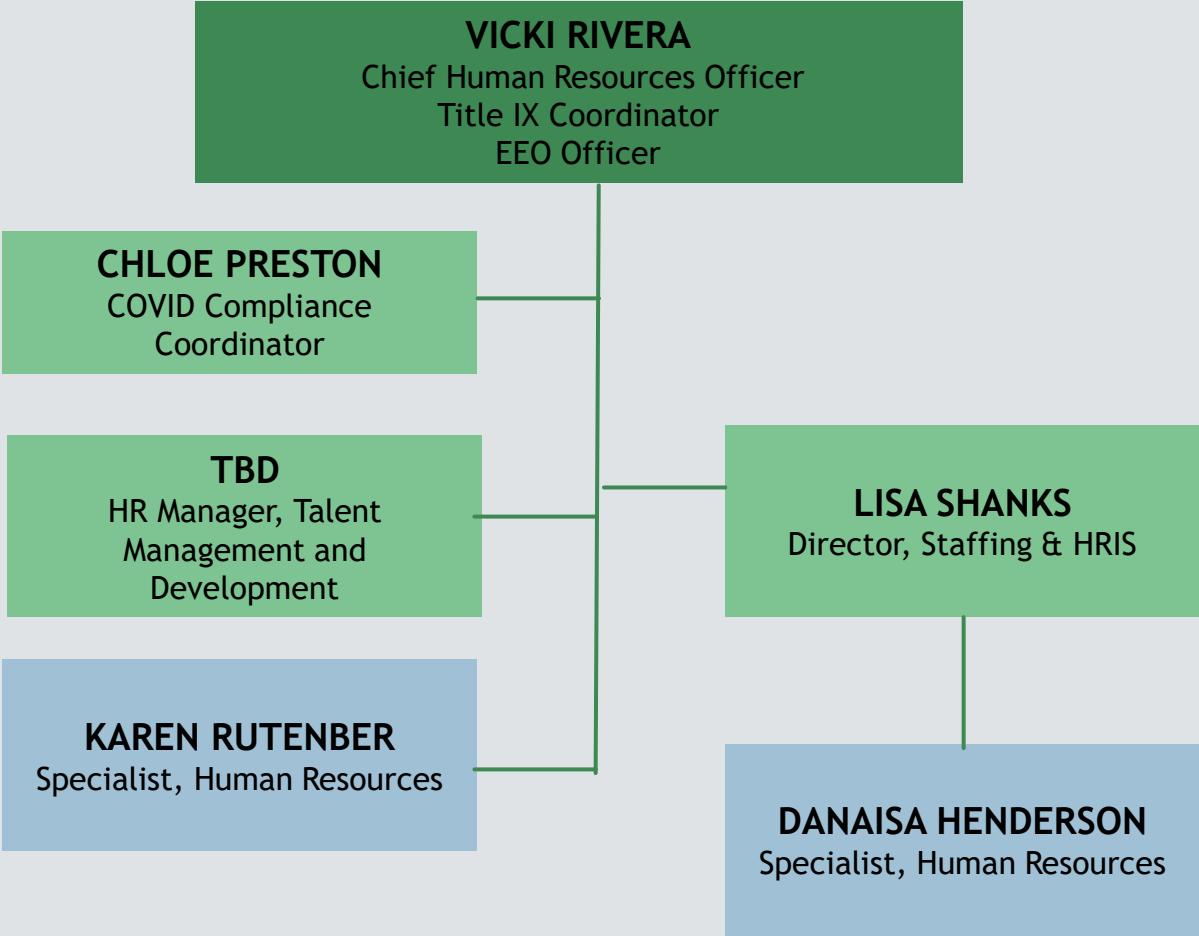 VICKI RIVERA
Chief Human Resources Officer
Title IX Coordinator
EEO Officer
CHLOE PRESTON
COVID Compliance
Coordinator
TBD
HR Manager, Talent
Management and
Development
LISA SHANKS
Director, Staffing & HRIS
KAREN RUTENBER
Specialist, Human Resources
DANAISA HENDERSON
Specialist, Human Resources